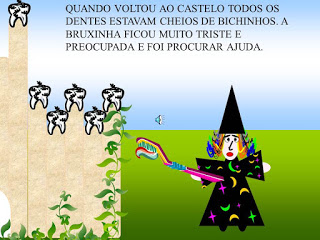 QUANDO VOLTOU AO CASTELO TODOS OS
DENTES ESTAVAM CHEIOS DE BICHINHOS. A
BRUXINHA FICOU MUITO TRISTE E
PREOCUPADA E FOI PROCURAR AJUDA.